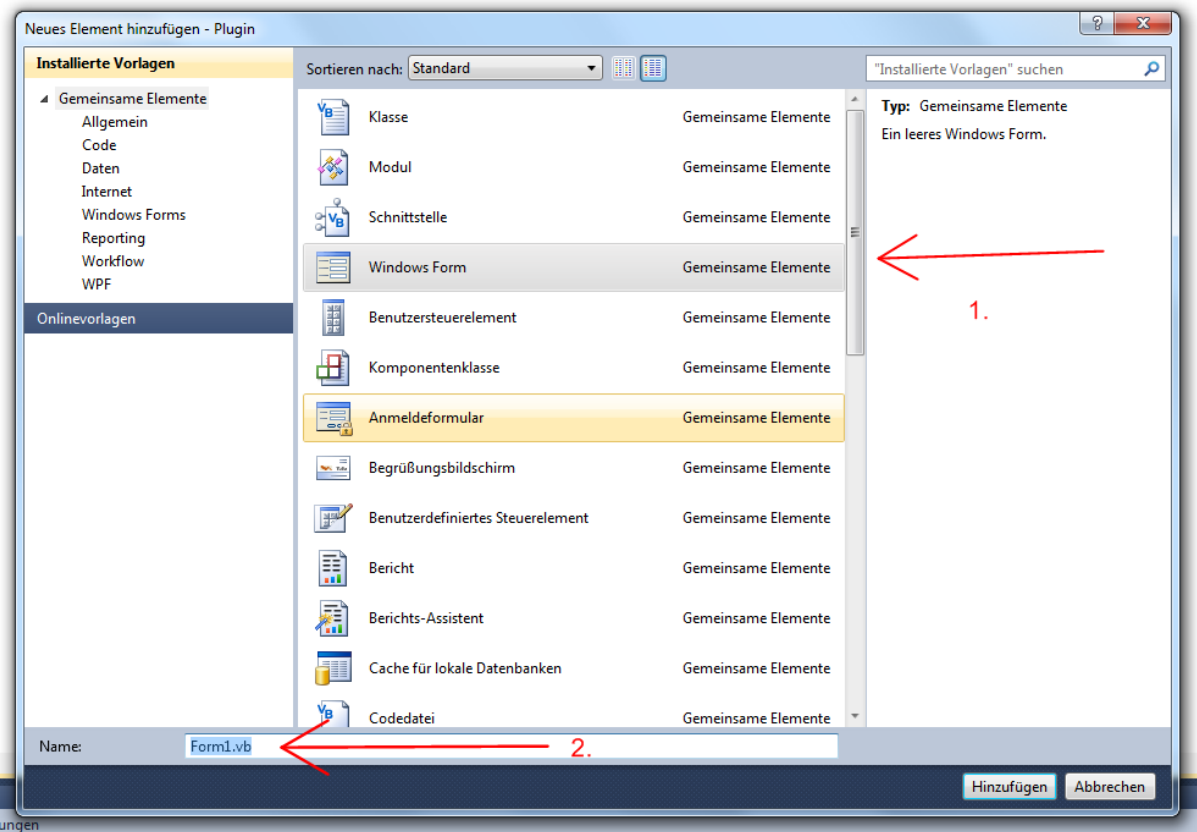 Neues Element hinzufügen - Plugin
Installierte Vorlagen
Gemeinsame Elemente
Allgemein
Code
Daten
Internet
Windows Forms
Reporting
Workflow
WPF
Onlinevorlagen
Sortieren nach: Standard
Klasse Gemeinsame Elemente
Modul Gemeinsame Elemente
Schnittstelle Gemeinsame Elemente
Windows Form Gemeinsame Elemente
Benutzersteuerelement Gemeinsame Elemente
Komponentenklasse Gemeinsame Elemente
Anmeldeformular Gemeinsame Elemente
Begrüßungsbildschirm Gemeinsame Elemente
Benutzerdefiniertes Steuerelement Gemeinsame Elemente
Bericht Gemeinsame Elemente
Berichts-Assistent Gemeinsame Elemente
Cache für lokale Datenbanken Gemeinsame Elemente
Codedatei Gemeinsame Elemente
"Installierte Vorlagen" suchen
Typ: Gemeinsame Elemente
Ein leeres Windows Form.
1.
Name: Form1.vb
2.
Hinzufügen Abbrechen
ungen